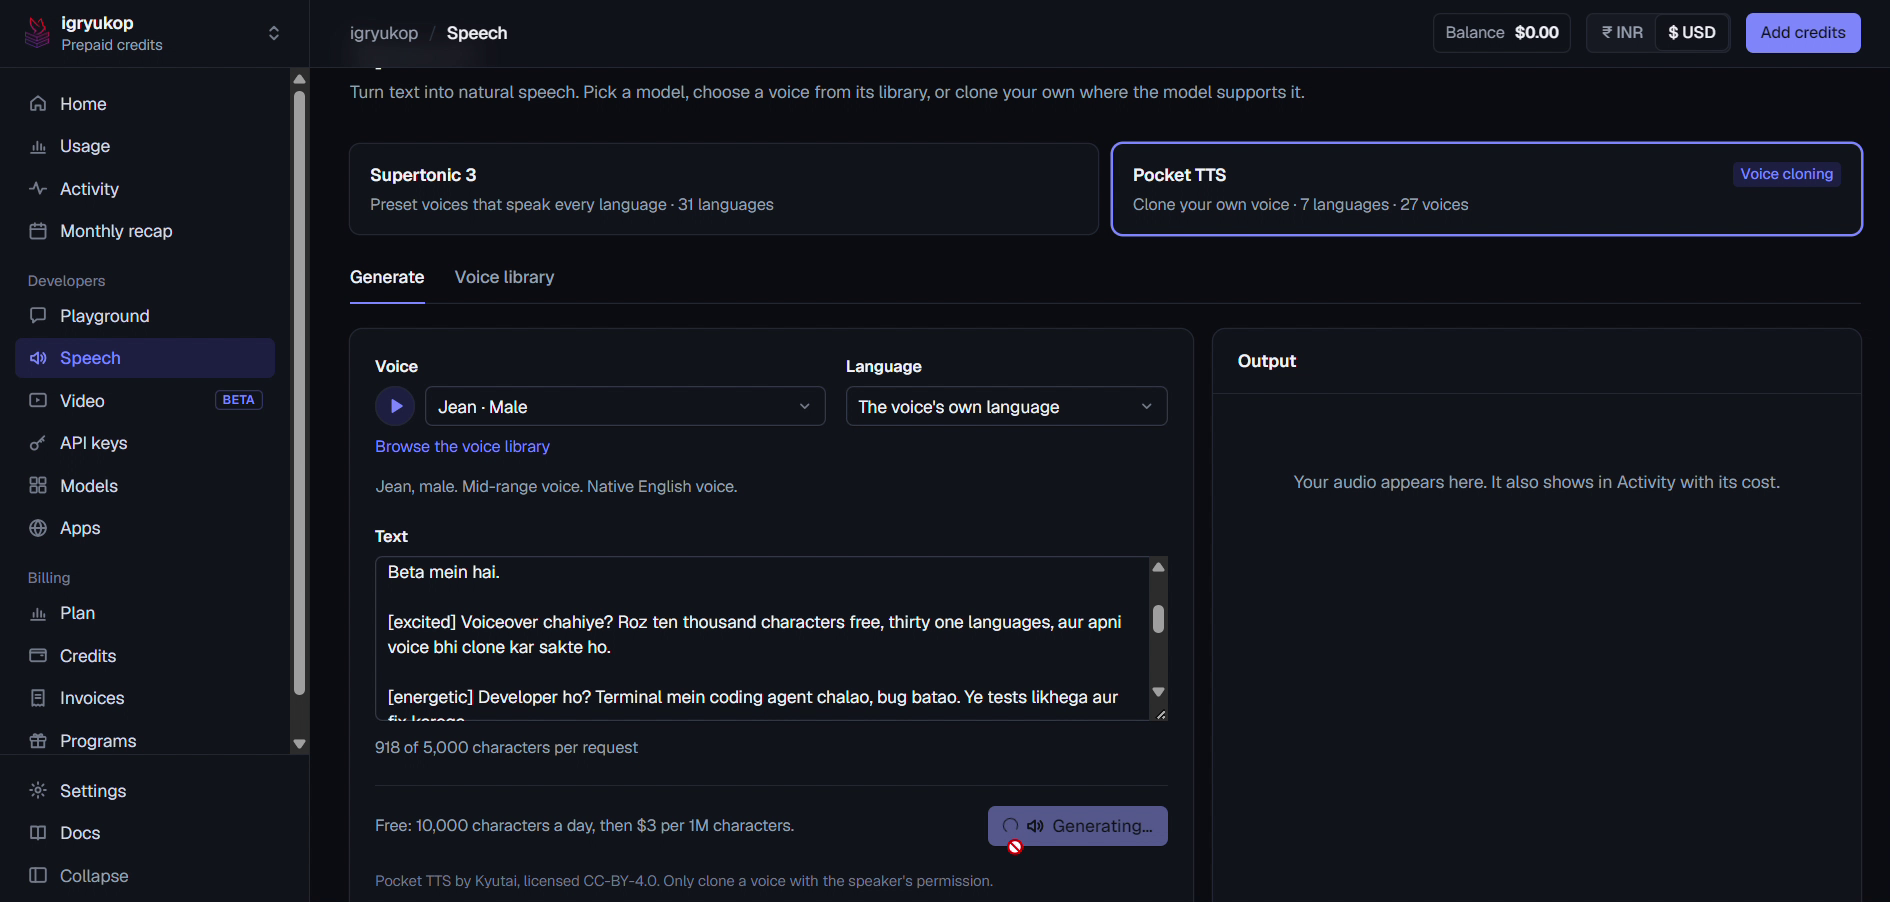 igryukop
Prepaid credits
igryukop / Speech
Balance $0.00
₹ INR
$ USD
Add credits
Home
Usage
Activity
Monthly recap
Developers
Playground
Speech
Video
BETA
API keys
Models
Apps
Billing
Plan
Credits
Invoices
Programs
Settings
Docs
Collapse
Turn text into natural speech. Pick a model, choose a voice from its library, or clone your own where the model supports it.
Supertonic 3
Preset voices that speak every language · 31 languages
Pocket TTS
Voice cloning
Clone your own voice · 7 languages · 27 voices
Generate
Voice library
Voice
Jean · Male
Language
The voice's own language
Browse the voice library
Jean, male. Mid-range voice. Native English voice.
Text
Beta mein hai.
[excited] Voiceover chahiye? Roz ten thousand characters free, thirty one languages, aur apni
voice bhi clone kar sakte ho.
[energetic] Developer ho? Terminal mein coding agent chalao, bug batao. Ye tests likhega aur
918 of 5,000 characters per request
Free: 10,000 characters a day, then $3 per 1M characters.
Generating...
Pocket TTS by Kyutai, licensed CC-BY-4.0. Only clone a voice with the speaker's permission.
Output
Your audio appears here. It also shows in Activity with its cost.